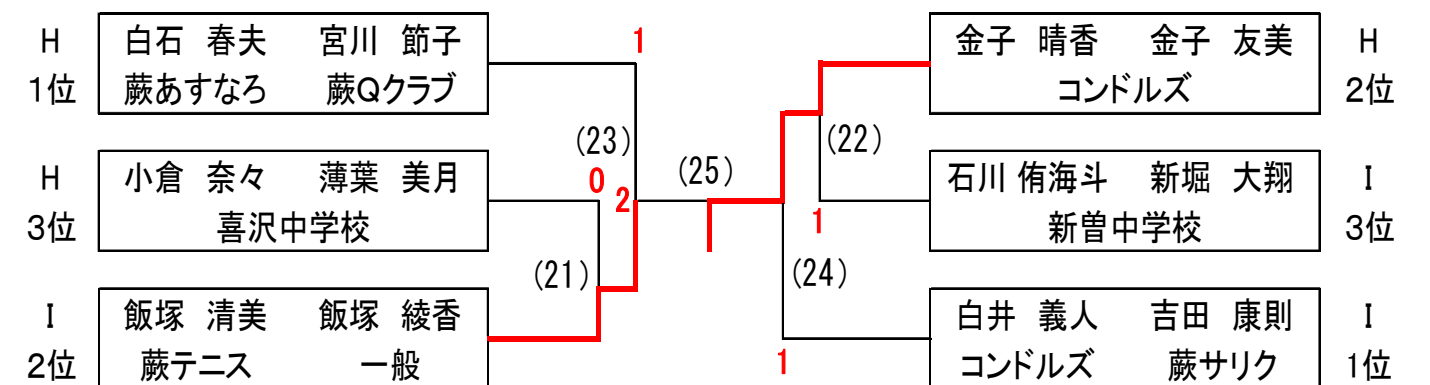 H
1位
白石 春夫 宮川 節子
蕨あすなろ 蕨Qクラブ
1
金子 晴香 金子 友美
コンドルズ
H
2位
(23)
(22)
H
3位
小倉 奈々 薄葉 美月
喜沢中学校
0
2
(25)
石川 侑海斗 新堀 大翔
新曽中学校
1
I
3位
(21)
(24)
I
2位
飯塚 清美 飯塚 綾香
蕨テニス 一般
1
白井 義人 吉田 康則
コンドルズ 蕨サリク
I
1位